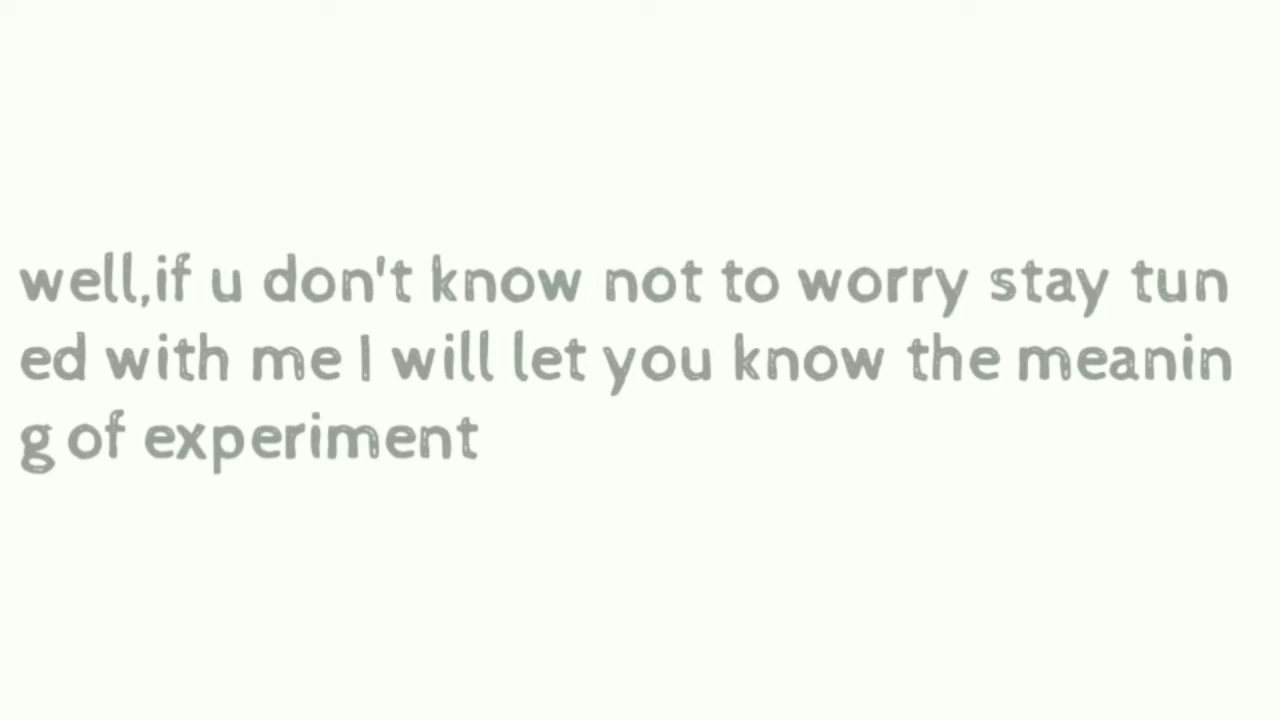 well,if u don't know not to worry stay tun
ed with me I will let you know the meanin
g of experiment